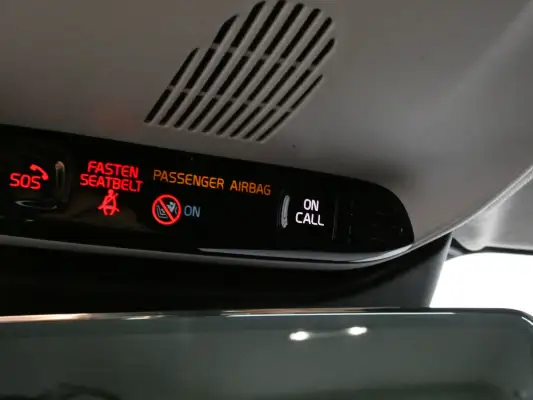 SOS
FASTEN
SEATBELT
PASSENGER AIRBAG
ON
ON
CALL